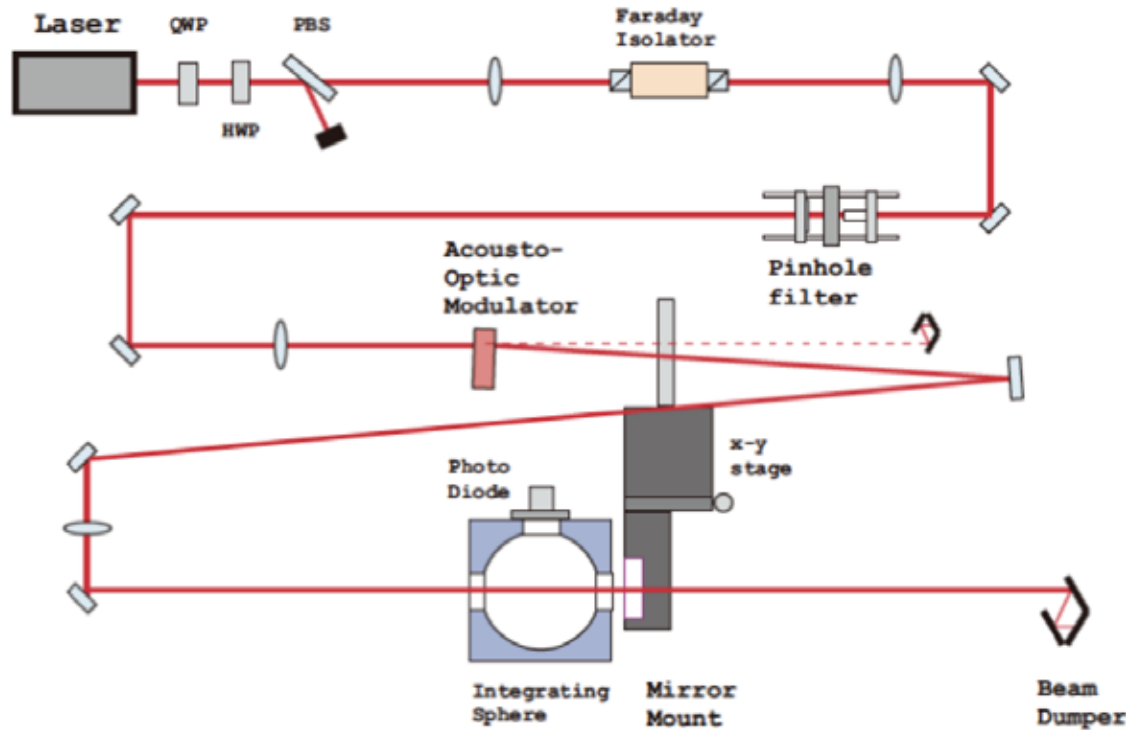 Laser
QWP
PBS
Faraday
Isolator
HWP
Acousto-
Optic
Modulator
Pinhole
filter
Photo
Diode
x-y
stage
Integrating
Sphere
Mirror
Mount
Beam
Dumper